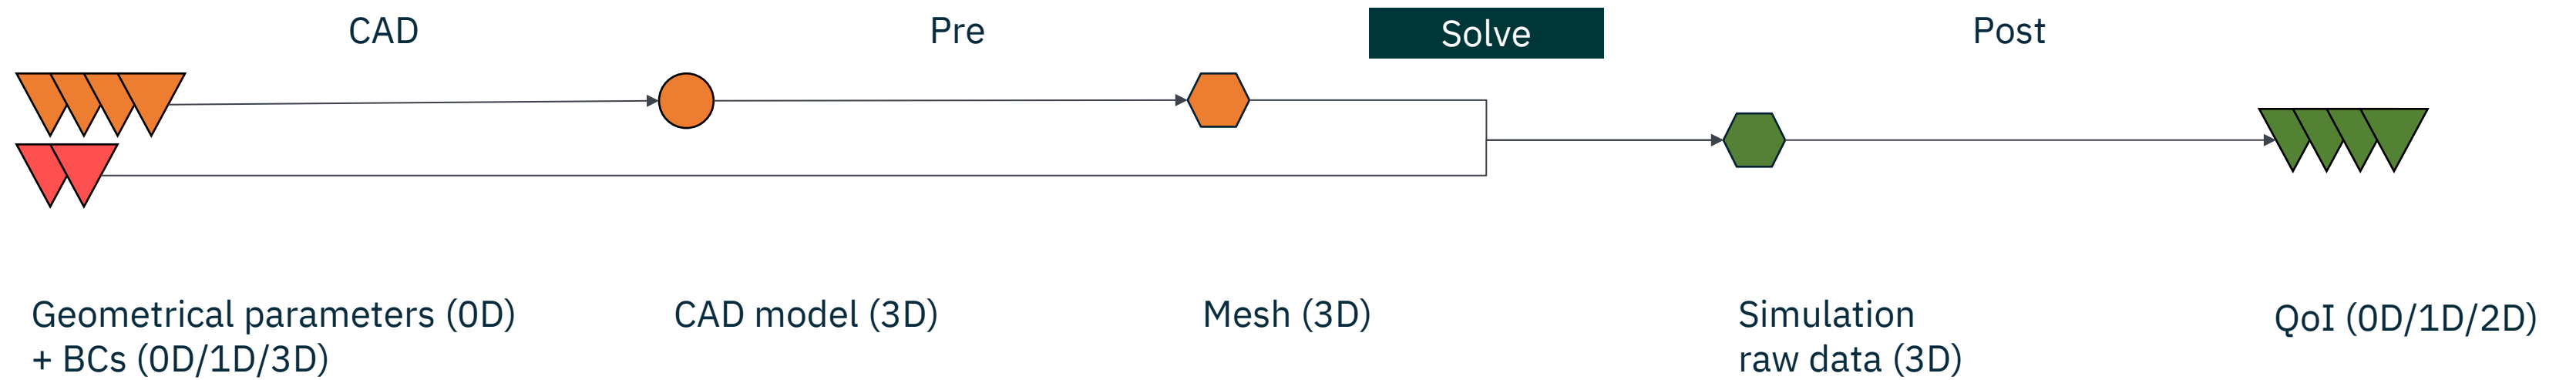 CAD
Pre
Solve
Post
Geometrical parameters (0D)
+ BCs (0D/1D/3D)
CAD model (3D)
Mesh (3D)
Simulation
raw data (3D)
QoI (0D/1D/2D)